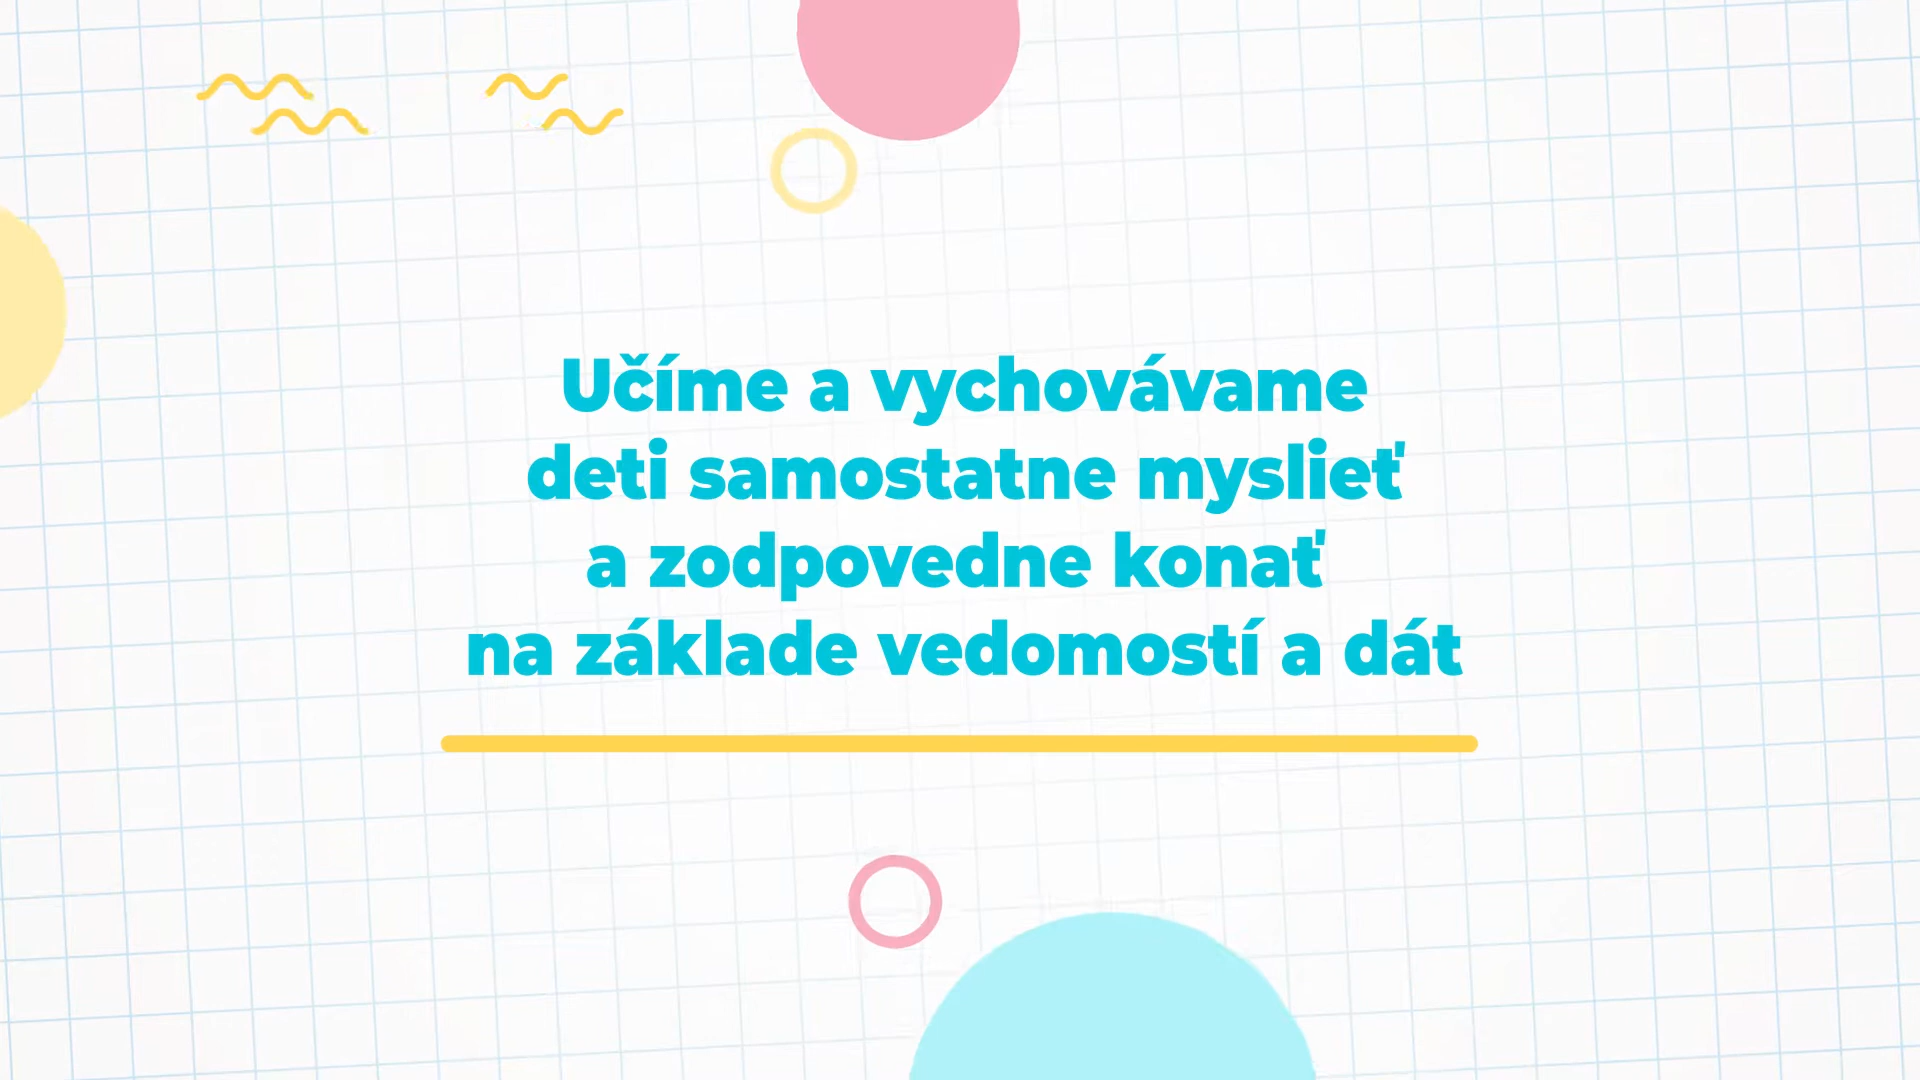 Učíme a vychovávame
deti samostatne myslieť
a zodpovedne konať
na základe vedomostí a dát